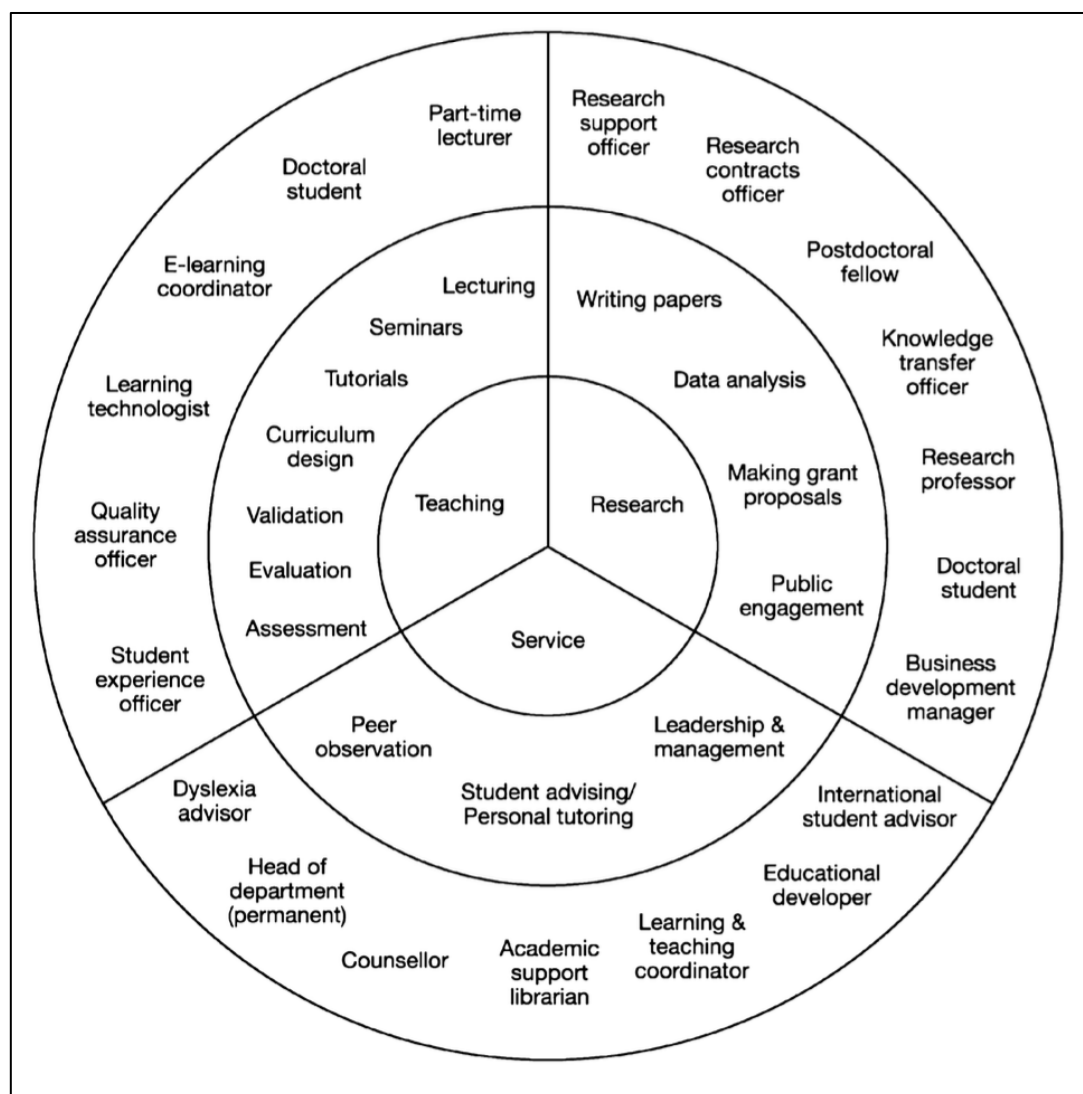 Part-time
lecturer
Doctoral
student
E-learning
coordinator
Learning
technologist
Quality
assurance
officer
Student
experience
officer
Research
support
officer
Research
contracts
officer
Postdoctoral
fellow
Knowledge
transfer
officer
Research
professor
Doctoral
student
Business
development
manager
Lecturing
Seminars
Tutorials
Curriculum
design
Validation
Evaluation
Assessment
Writing papers
Data analysis
Making grant
proposals
Public
engagement
Teaching
Research
Service
Peer
observation
Leadership &
management
Student advising/
Personal tutoring
Dyslexia
advisor
Head of
department
(permanent)
Counsellor
Academic
support
librarian
Learning &
teaching
coordinator
Educational
developer
International
student advisor